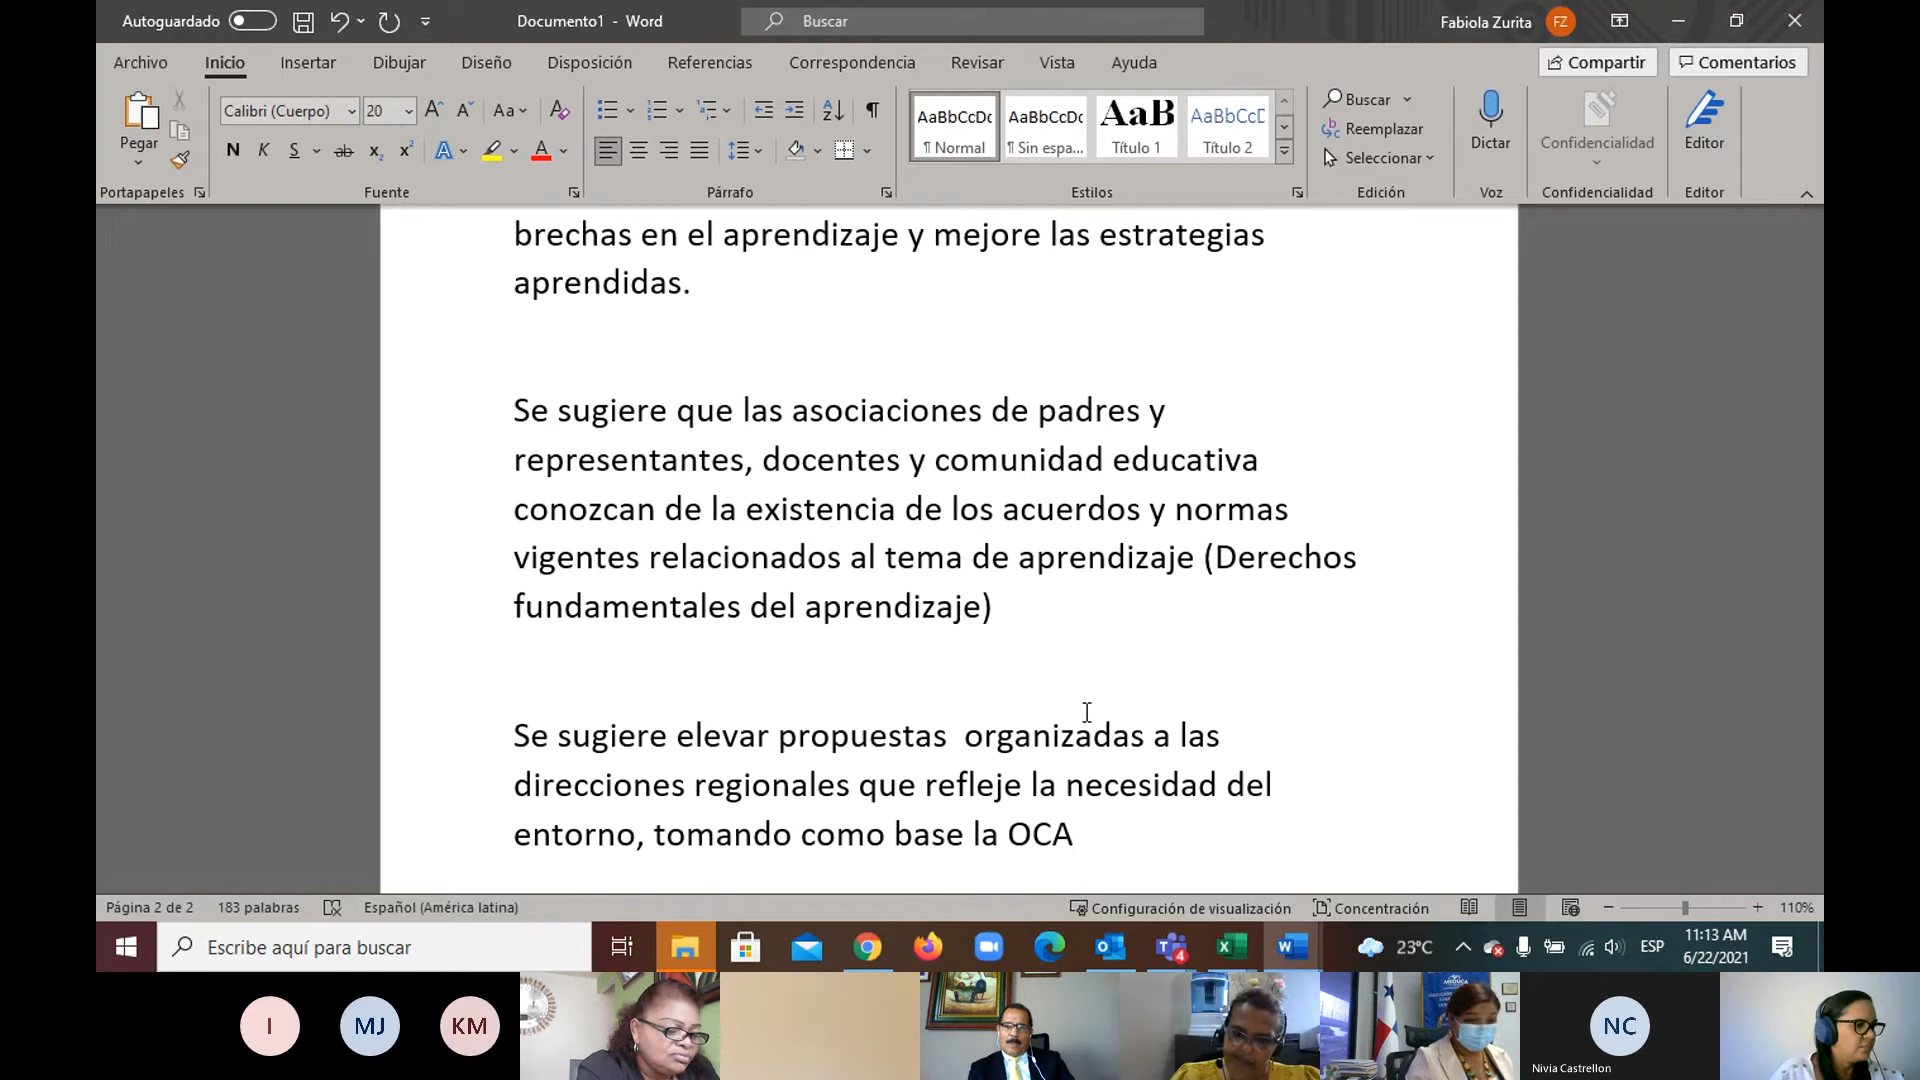 Autoguardado
Documento1 - Word
Buscar
Fabiola Zurita
FZ
Archivo
Inicio
Insertar
Dibujar
Diseño
Disposición
Referencias
Correspondencia
Revisar
Vista
Ayuda
Compartir
Comentarios
Pegar
Portapapeles
Calibri (Cuerpo)
20
Aa
N K S ab x₂ x²
Fuente
Párrafo
AaBbCcDc
¶ Normal
AaBbCcDc
¶ Sin espa...
AaB
Título 1
AaBbCcD
Título 2
Estilos
Buscar
Reemplazar
Seleccionar
Edición
Dictar
Voz
Confidencialidad
Confidencialidad
Editor
Editor
brechas en el aprendizaje y mejore las estrategias
aprendidas.
Se sugiere que las asociaciones de padres y
representantes, docentes y comunidad educativa
conozcan de la existencia de los acuerdos y normas
vigentes relacionados al tema de aprendizaje (Derechos
fundamentales del aprendizaje)
Se sugiere elevar propuestas  organizadas a las
direcciones regionales que refleje la necesidad del
entorno, tomando como base la OCA
Página 2 de 2
183 palabras
Español (América latina)
Configuración de visualización
Concentración
110%
Escribe aquí para buscar
4
23°C
ESP
11:13 AM
6/22/2021
I
MJ
KM
MEDUCA
NC
Nivia Castrellon